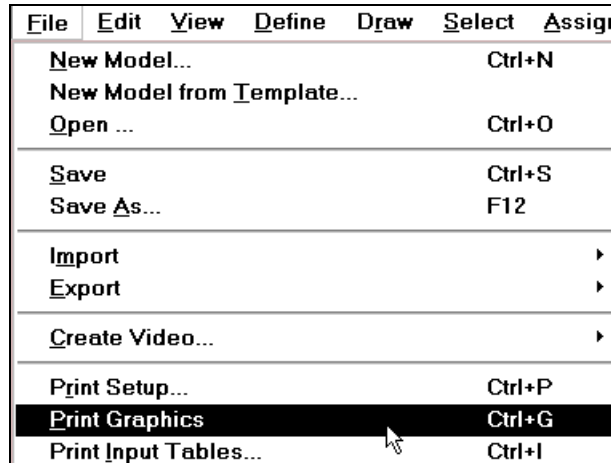 File Edit View Define Draw Select Assign
New Model... Ctrl+N
New Model from Template...
Open ... Ctrl+O
Save Ctrl+S
Save As... F12
Import
Export
Create Video...
Print Setup... Ctrl+P
Print Graphics Ctrl+G
Print Input Tables... Ctrl+I